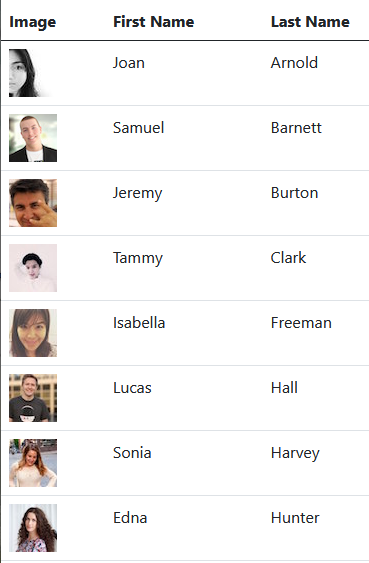 Image First Name Last Name
Joan Arnold
Samuel Barnett
Jeremy Burton
Tammy Clark
Isabella Freeman
Lucas Hall
Sonia Harvey
Edna Hunter